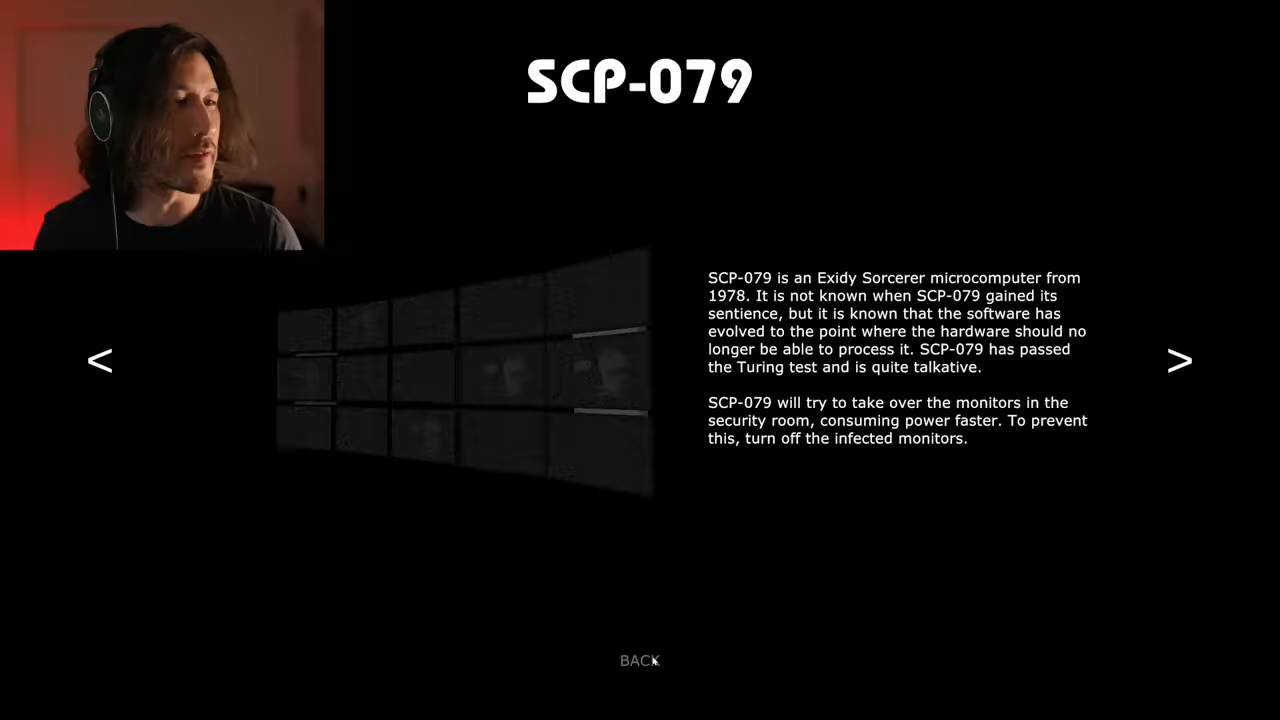 SCP-079
SCP-079 is an Exidy Sorcerer microcomputer from
1978. It is not known when SCP-079 gained its
sentience, but it is known that the software has
evolved to the point where the hardware should no
longer be able to process it. SCP-079 has passed
the Turing test and is quite talkative.
SCP-079 will try to take over the monitors in the
security room, consuming power faster. To prevent
this, turn off the infected monitors.
<
>
BACK